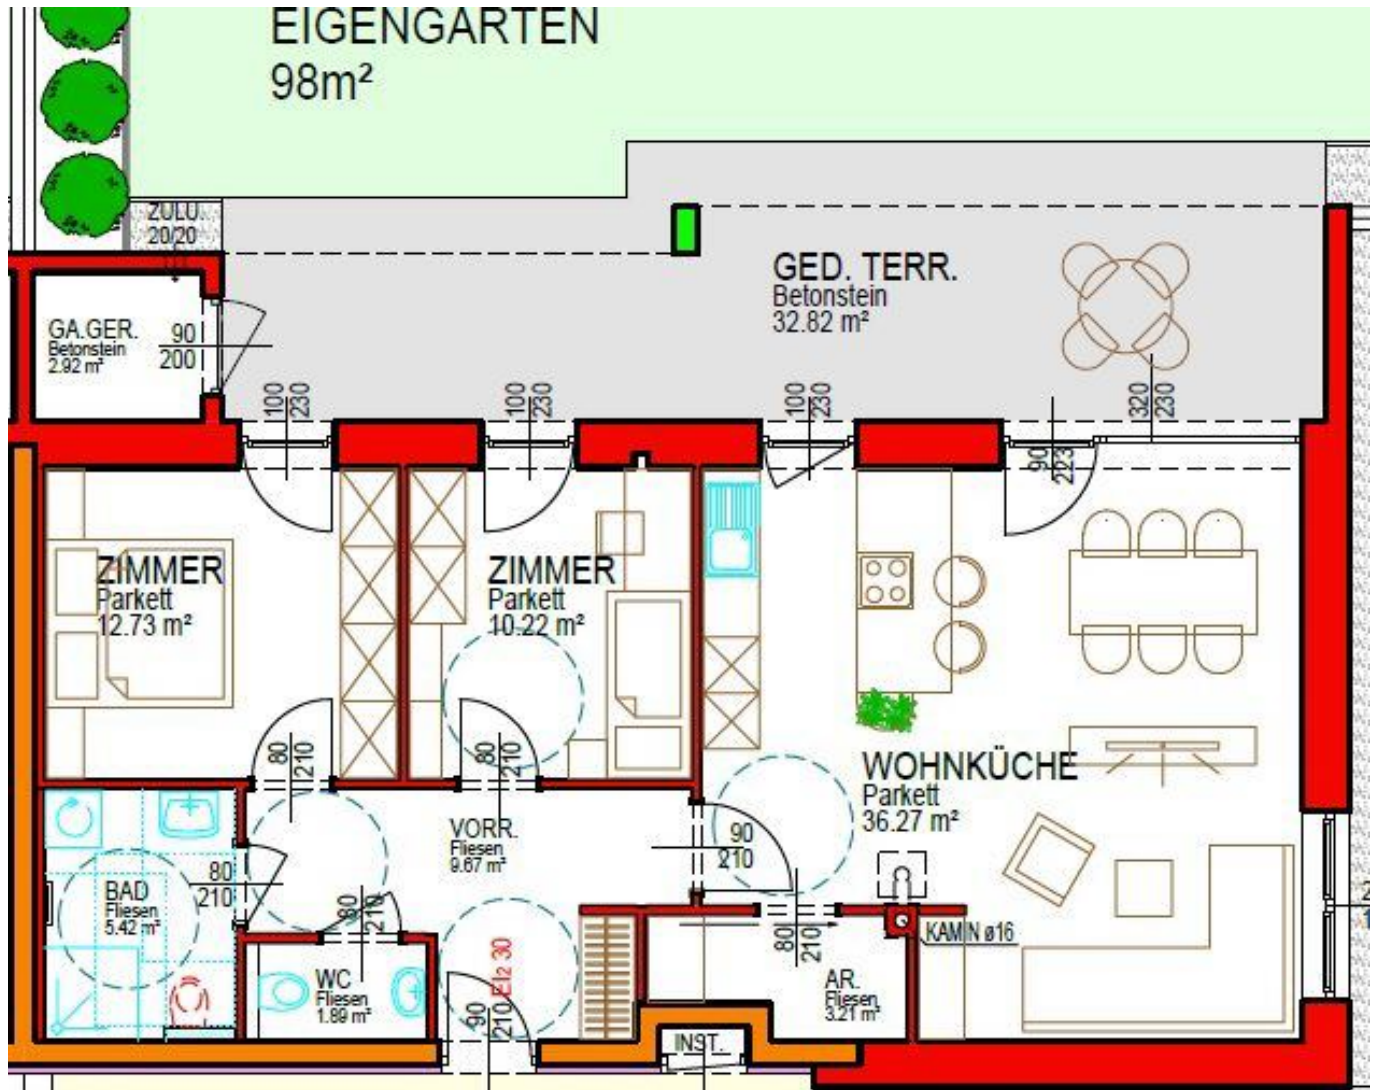 EIGENGARTEN
98m²
ZULU.
20/20
GED. TERR.
Betonstein
32.82 m²
GA.GER.
Betonstein
2.92 m²
90
200
100
230
100
230
100
230
90
223
320
230
ZIMMER
Parkett
12.73 m²
ZIMMER
Parkett
10.22 m²
WOHNKÜCHE
Parkett
36.27 m²
80
210
80
210
VORR.
Fliesen
9.67 m²
90
210
BAD
Fliesen
5.42 m²
80
210
80
210
WC
Fliesen
1.89 m²
90
210
EI₂ 30
80
210
AR.
Fliesen
3.21 m²
KAMIN ø16
INST.
2
1